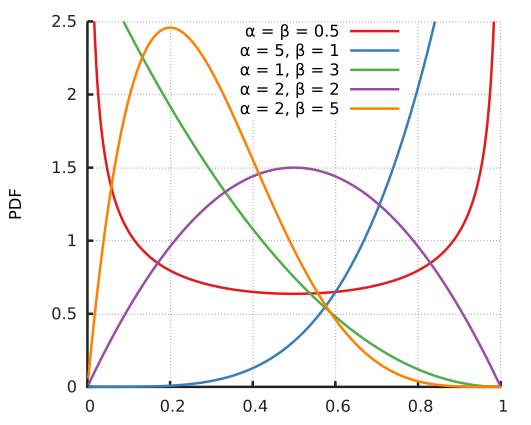 2.5
2
1.5
1
0.5
0
PDF
α = β = 0.5
α = 5, β = 1
α = 1, β = 3
α = 2, β = 2
α = 2, β = 5
0 0.2 0.4 0.6 0.8 1